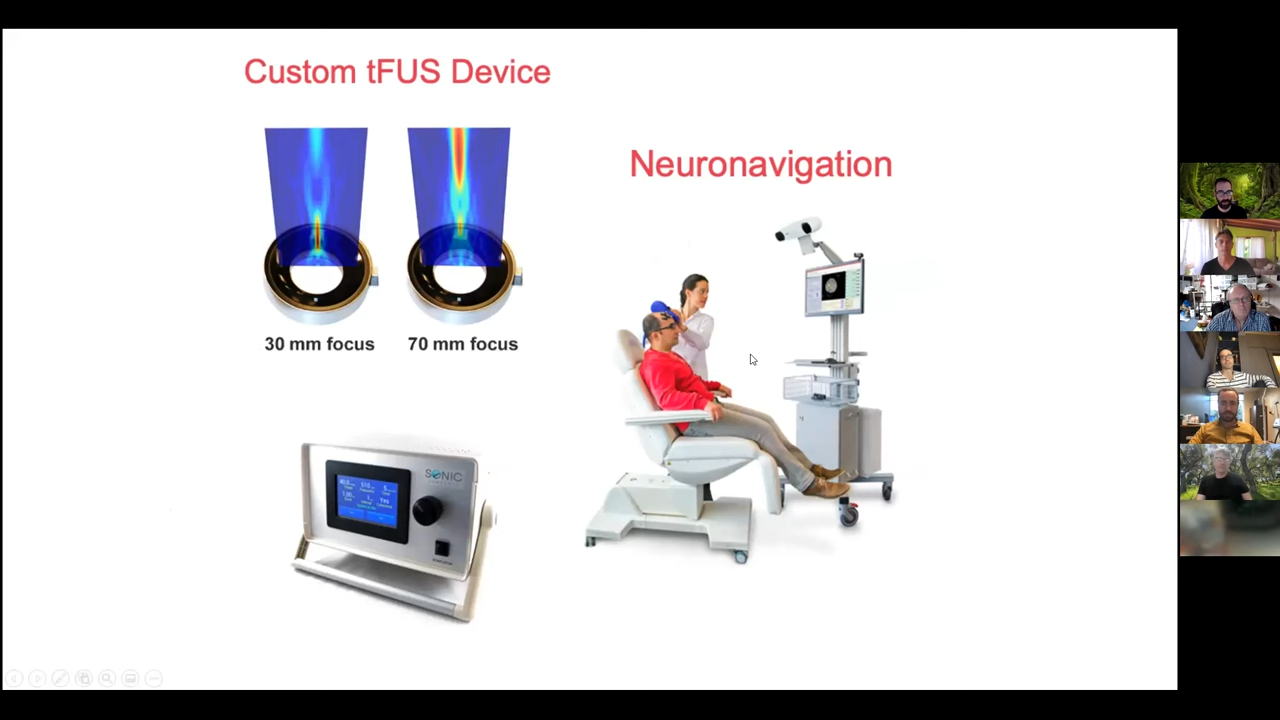 Custom tFUS Device
Neuronavigation
30 mm focus
70 mm focus
SONIC